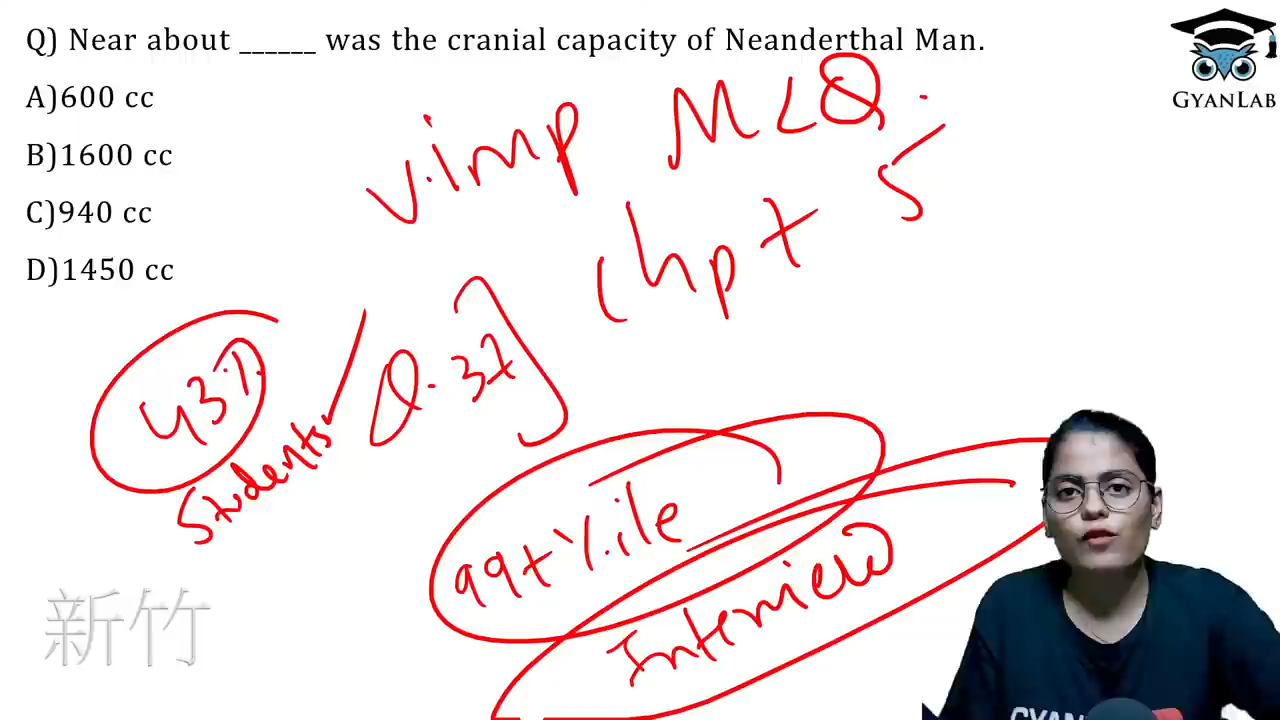 Q) Near about ______ was the cranial capacity of Neanderthal Man.
A)600 cc
B)1600 cc
C)940 cc
D)1450 cc
GYANLAB
v.imp MCQ.
Chpt 5
43%
Students
Q.37]
99+%ile
Interview
新竹